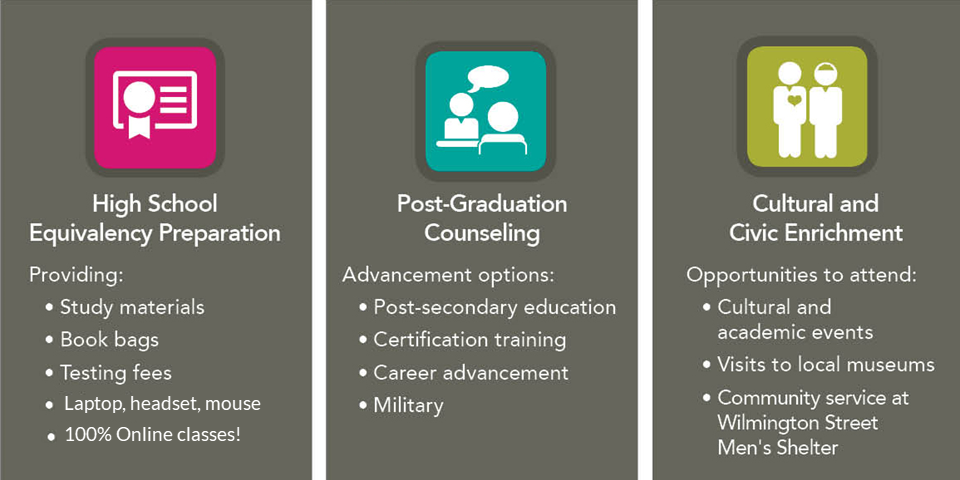 High School
Equivalency Preparation
Providing:
• Study materials
• Book bags
• Testing fees
• Laptop, headset, mouse
• 100% Online classes!
Post-Graduation
Counseling
Advancement options:
• Post-secondary education
• Certification training
• Career advancement
• Military
Cultural and
Civic Enrichment
Opportunities to attend:
• Cultural and
academic events
• Visits to local museums
• Community service at
Wilmington Street
Men's Shelter